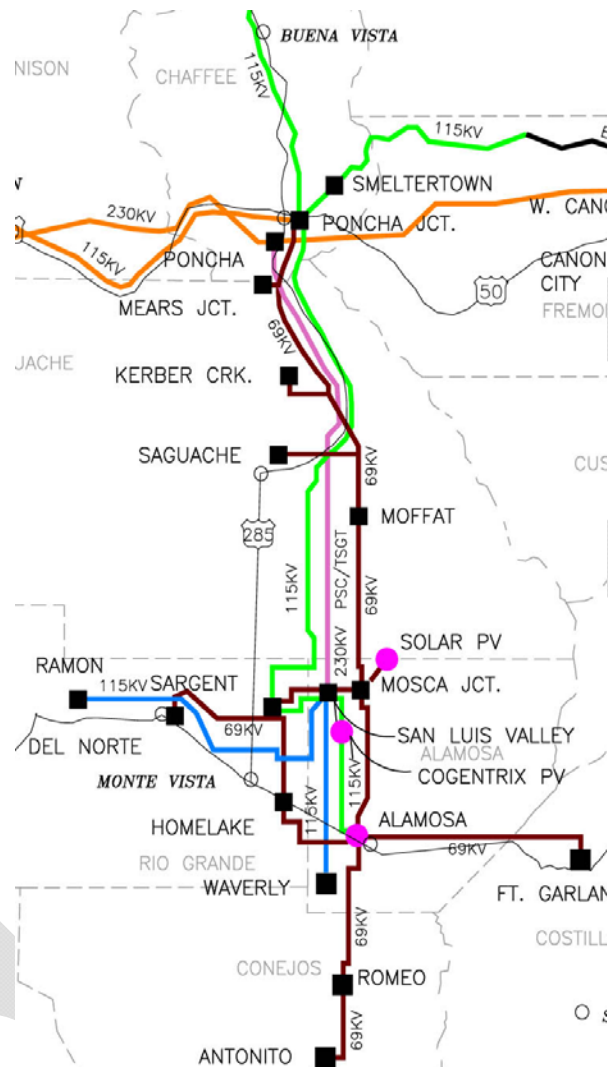 BUENA VISTA
NISON
CHAFFEE
115KV
115KV
SMELTERTOWN
230KV
PONCHA JCT.
W. CANO
PONCHA
115KV
CANON
CITY
50
MEARS JCT.
FREMO
69KV
UACHE
KERBER CRK.
SAGUACHE
69KV
CUS
MOFFAT
285
115KV
PSC/TSGT
69KV
230KV
SOLAR PV
RAMON
115KV
SARGENT
MOSCA JCT.
69KV
SAN LUIS VALLEY
DEL NORTE
ALAMOSA
MONTE VISTA
COGENTRIX PV
115KV
115KV
HOMELAKE
ALAMOSA
69KV
RIO GRANDE
WAVERLY
FT. GARLAN
69KV
COSTILL
CONEJOS
ROMEO
69KV
ANTONITO